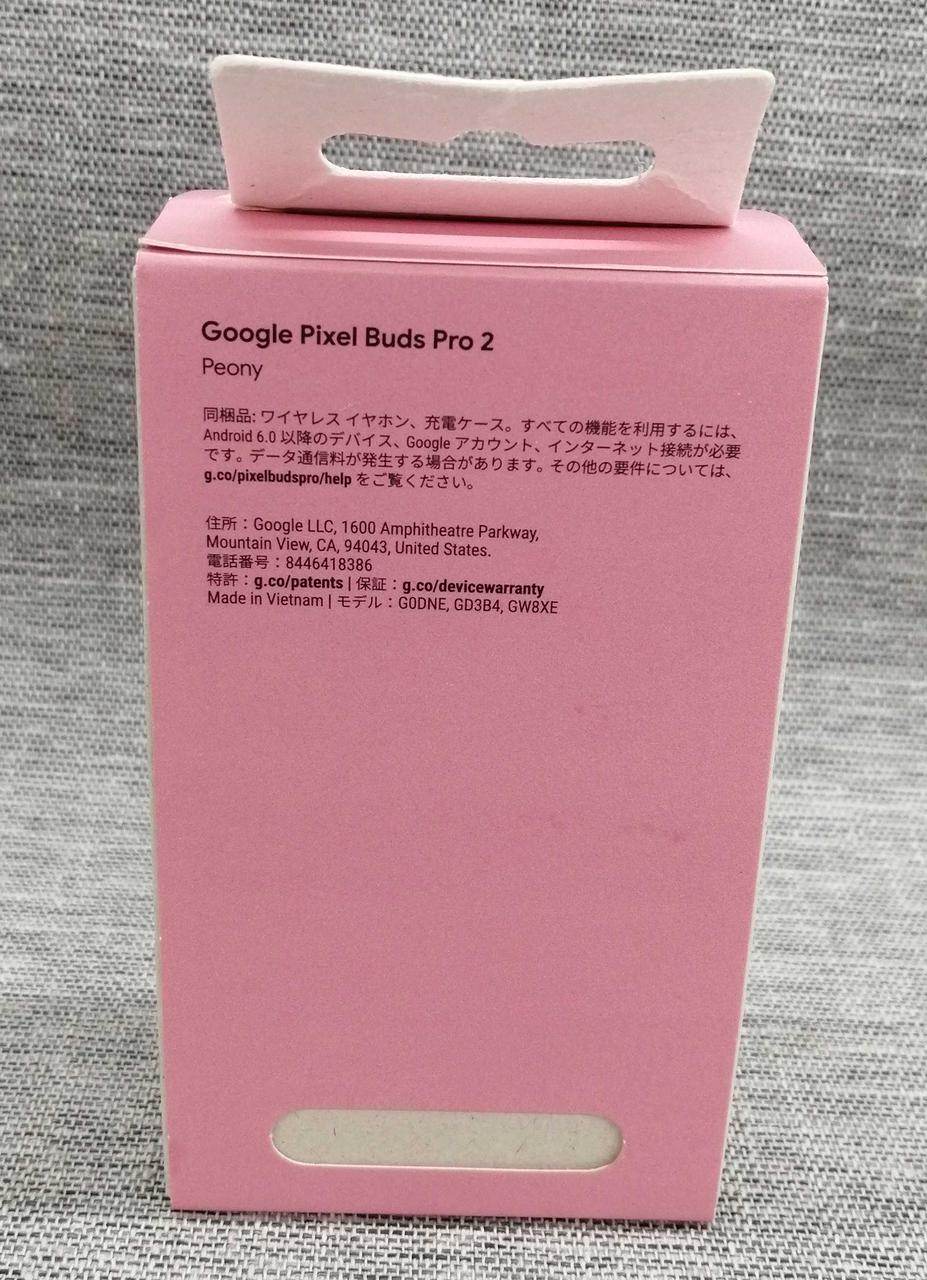 Google Pixel Buds Pro 2
Peony
同梱品: ワイヤレス イヤホン、充電ケース。すべての機能を利用するには、
Android 6.0 以降のデバイス、Google アカウント、インターネット接続が必要
です。データ通信料が発生する場合があります。その他の要件については、
g.co/pixelbudspro/help をご覧ください。
住所：Google LLC, 1600 Amphitheatre Parkway,
Mountain View, CA, 94043, United States.
電話番号：8446418386
特許：g.co/patents | 保証：g.co/devicewarranty
Made in Vietnam | モデル：G0DNE, GD3B4, GW8XE